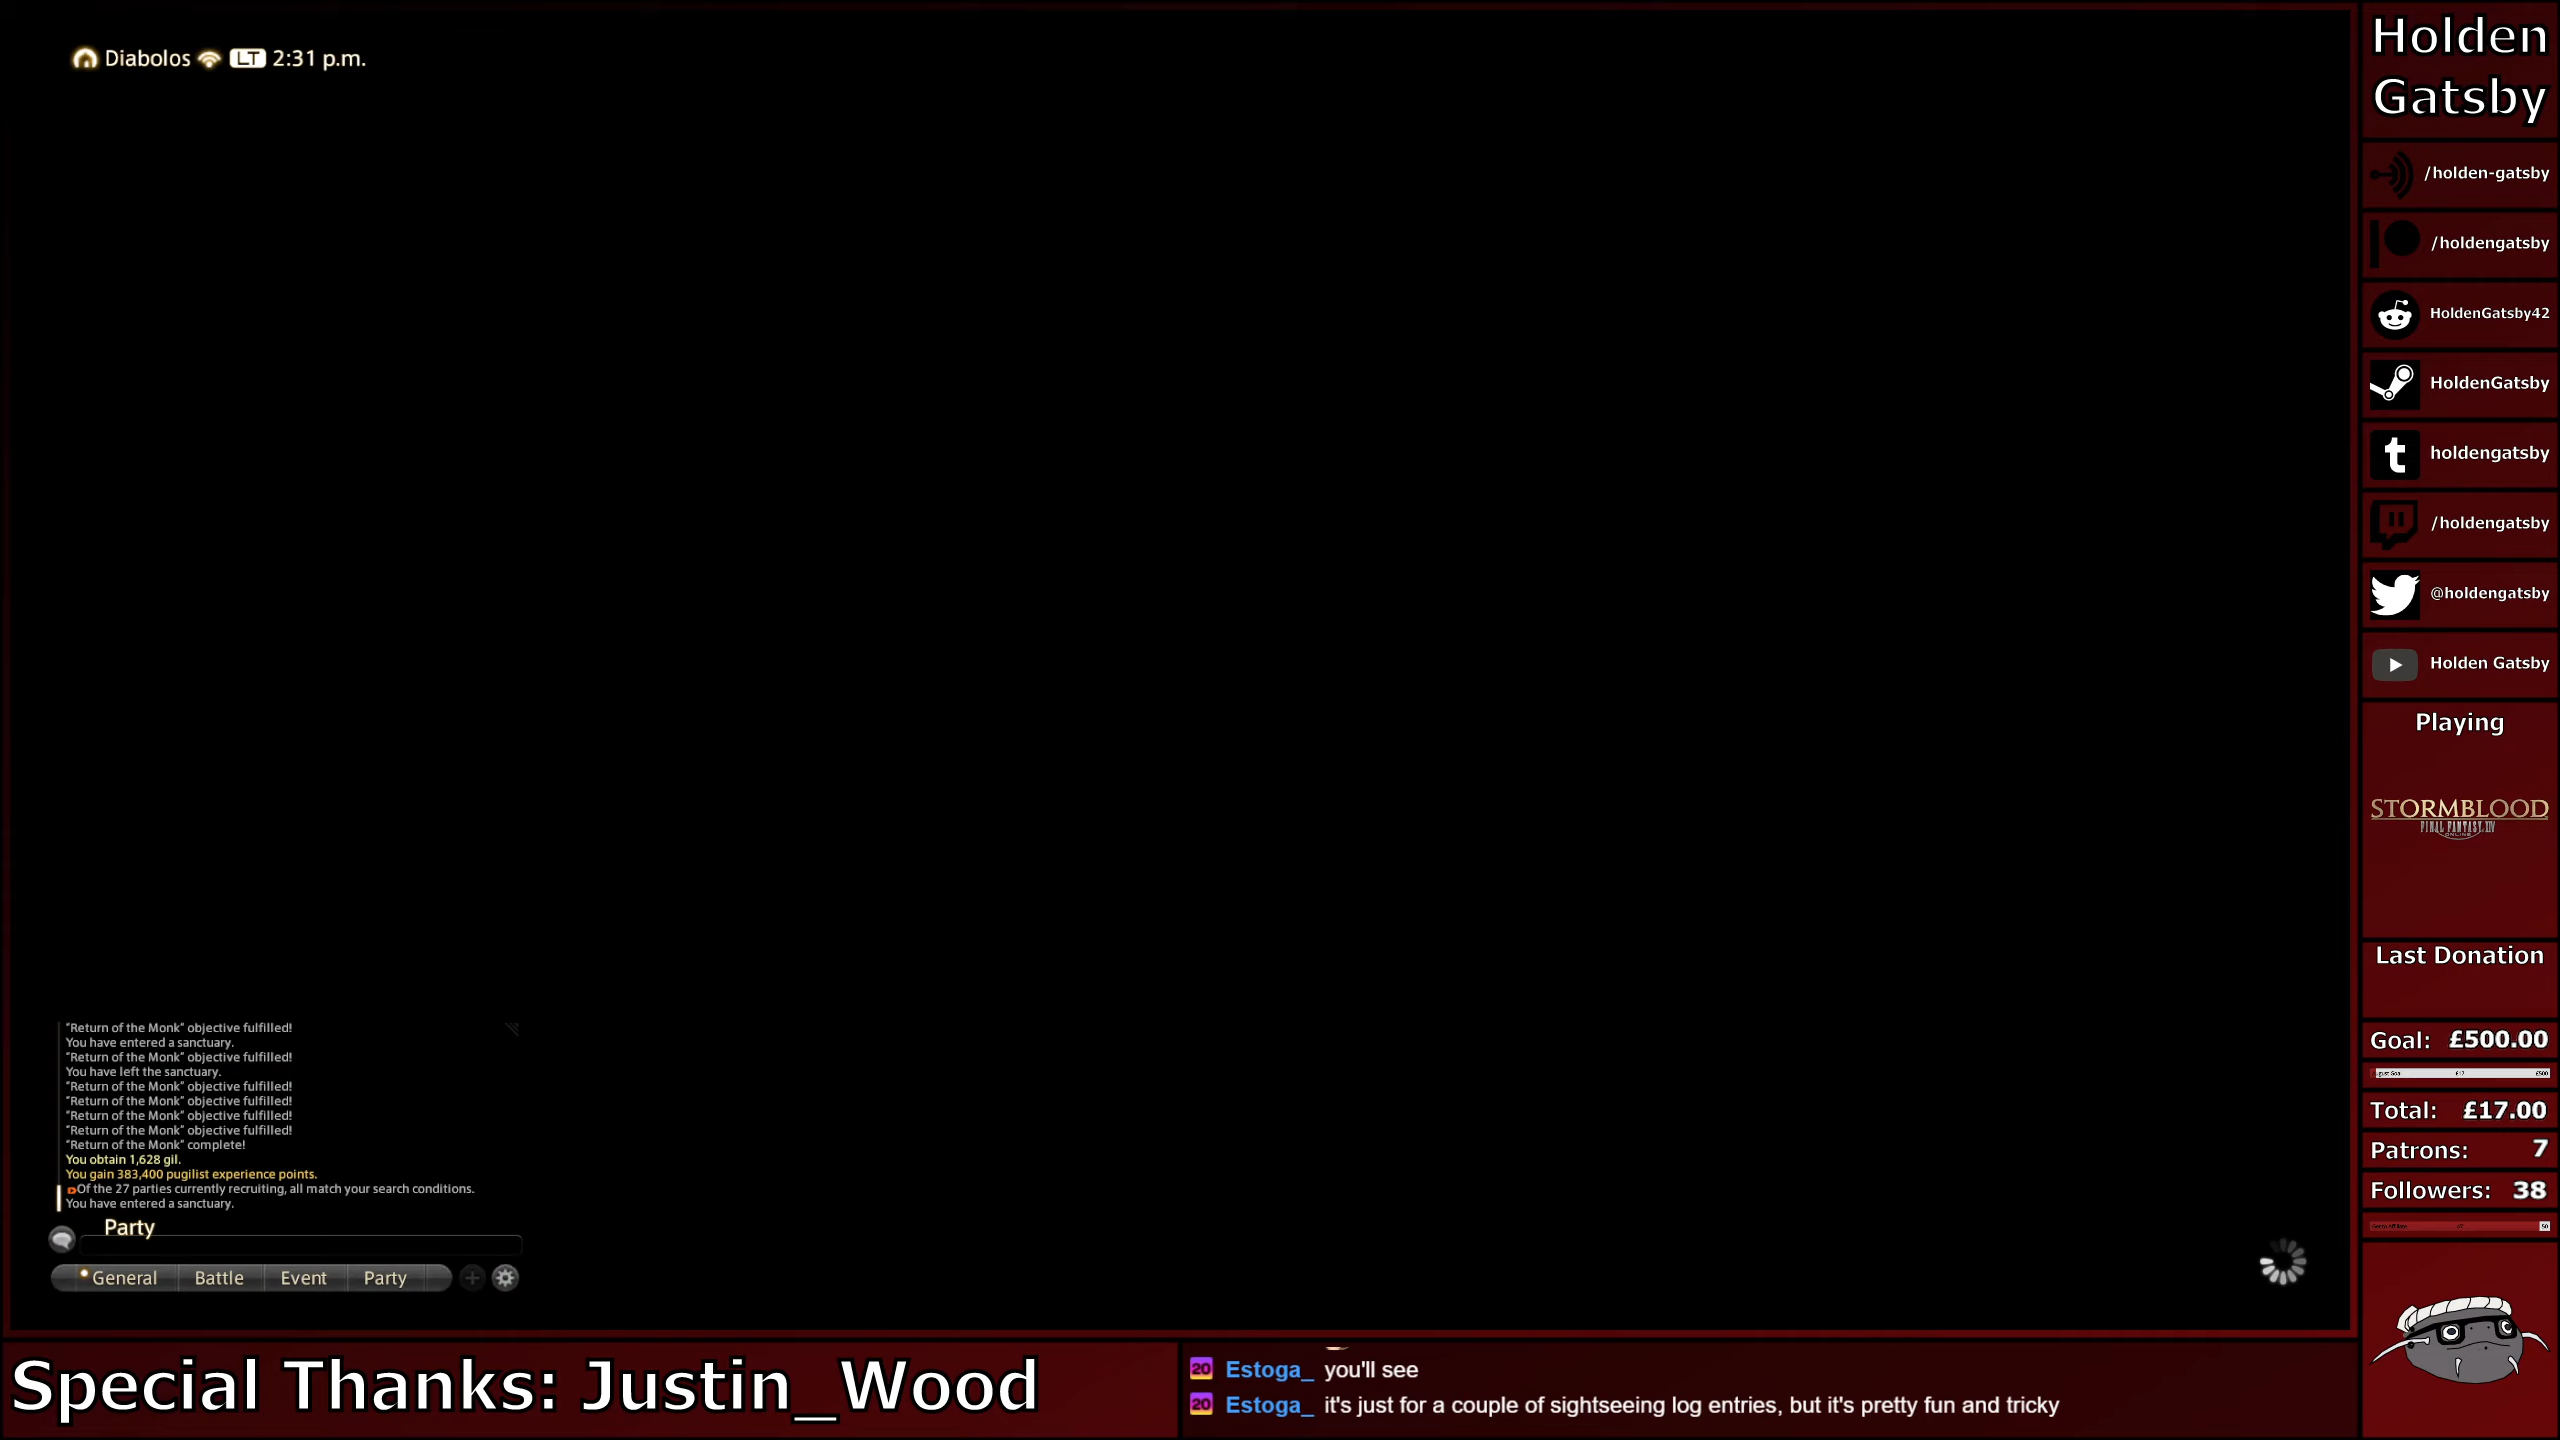 Diabolos LT 2:31 p.m.
"Return of the Monk" objective fulfilled!
You have entered a sanctuary.
"Return of the Monk" objective fulfilled!
You have left the sanctuary.
"Return of the Monk" objective fulfilled!
"Return of the Monk" objective fulfilled!
"Return of the Monk" objective fulfilled!
"Return of the Monk" objective fulfilled!
"Return of the Monk" complete!
You obtain 1,628 gil.
You gain 383,400 pugilist experience points.
Of the 27 parties currently recruiting, all match your search conditions.
You have entered a sanctuary.
Party
General Battle Event Party
Special Thanks: Justin_Wood
20 Estoga_ you'll see
20 Estoga_ it's just for a couple of sightseeing log entries, but it's pretty fun and tricky
Holden
Gatsby
/holden-gatsby
/holdengatsby
HoldenGatsby42
HoldenGatsby
holdengatsby
/holdengatsby
@holdengatsby
Holden Gatsby
Playing
STORMBLOOD
FINAL FANTASY XIV
ONLINE
Last Donation
Goal: £500.00
August Goal £17 £500
Total: £17.00
Patrons: 7
Followers: 38
50